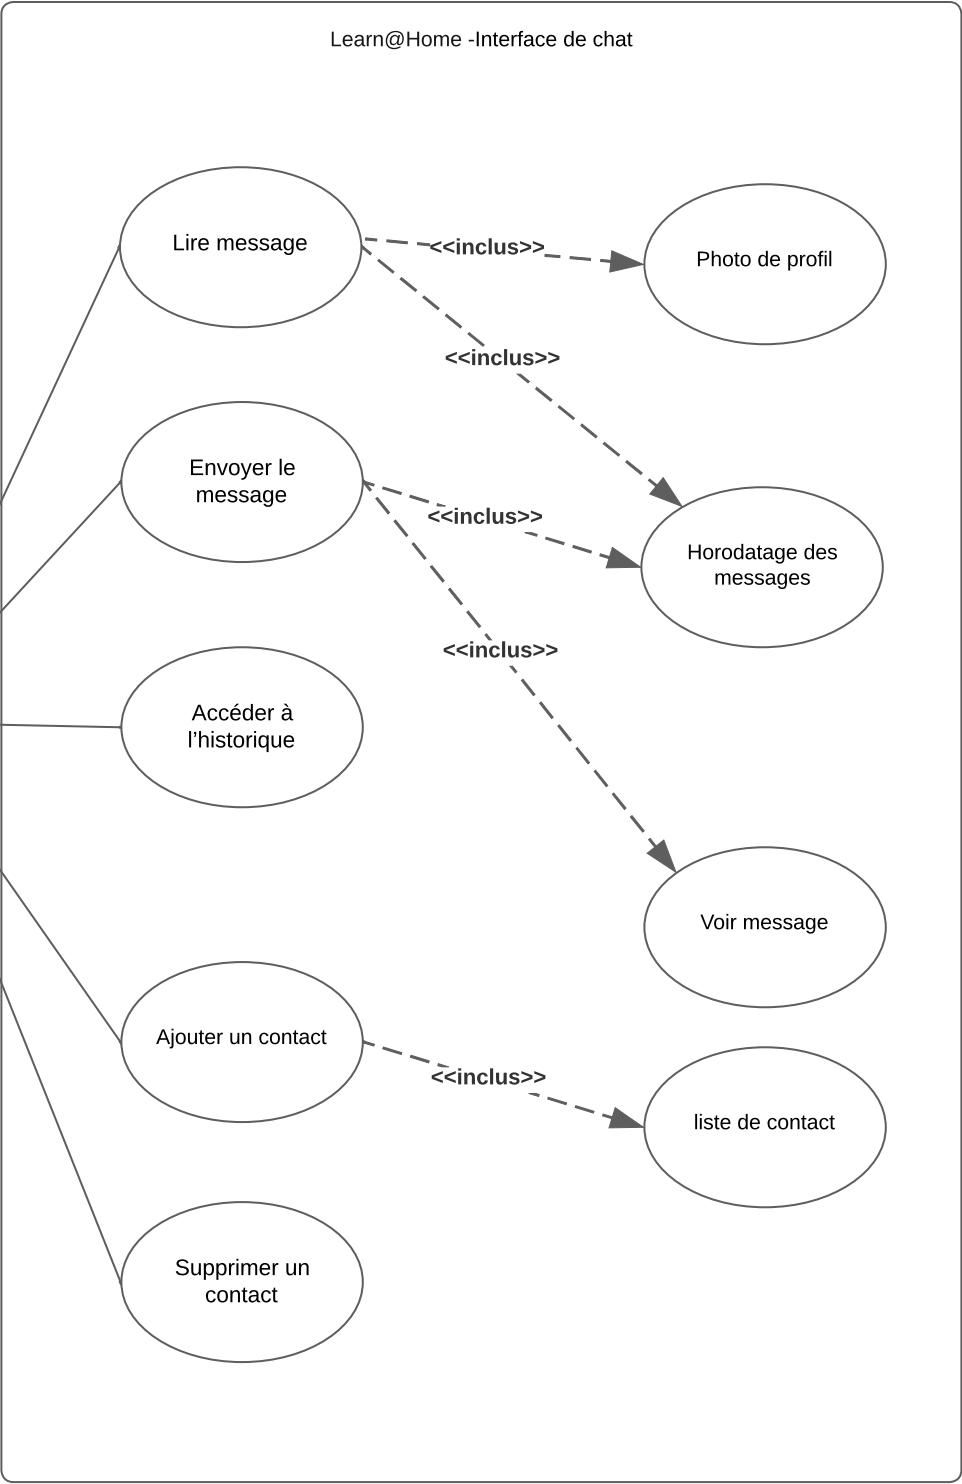 Learn@Home -Interface de chat
Lire message
<<inclus>>
Photo de profil
<<inclus>>
Envoyer le
message
<<inclus>>
Horodatage des
messages
<<inclus>>
Accéder à
l’historique
Voir message
Ajouter un contact
<<inclus>>
liste de contact
Supprimer un
contact